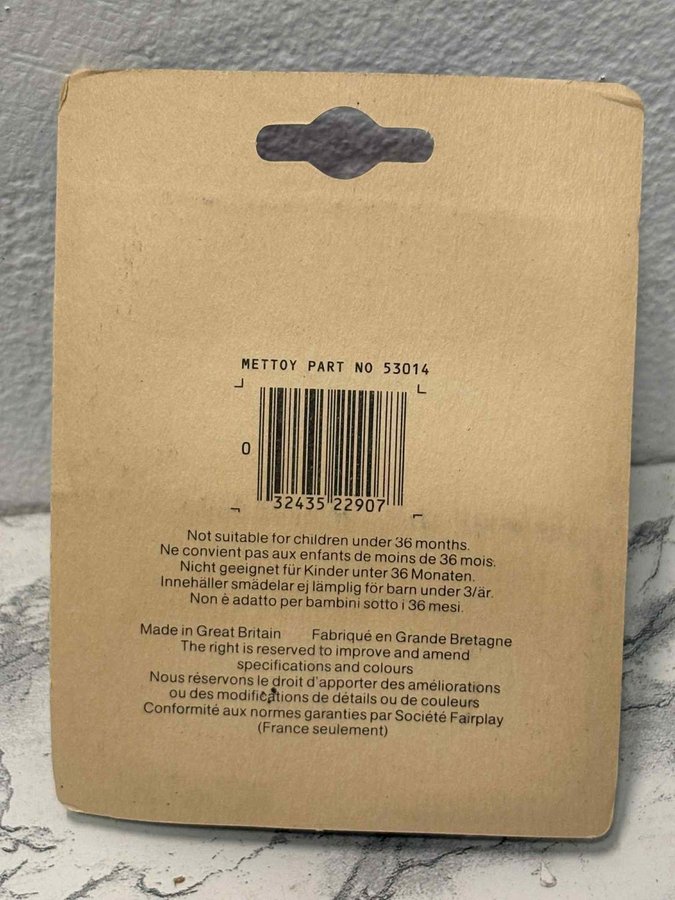 METTOY PART NO 53014
0 32435 22907
Not suitable for children under 36 months.
Ne convient pas aux enfants de moins de 36 mois.
Nicht geeignet für Kinder unter 36 Monaten.
Innehäller smädelar ej lämplig för barn under 3/är.
Non è adatto per bambini sotto i 36 mesi.
Made in Great Britain Fabriqué en Grande Bretagne
The right is reserved to improve and amend
specifications and colours
Nous réservons le droit d'apporter des améliorations
ou des modifications de détails ou de couleurs
Conformité aux normes garanties par Société Fairplay
(France seulement)